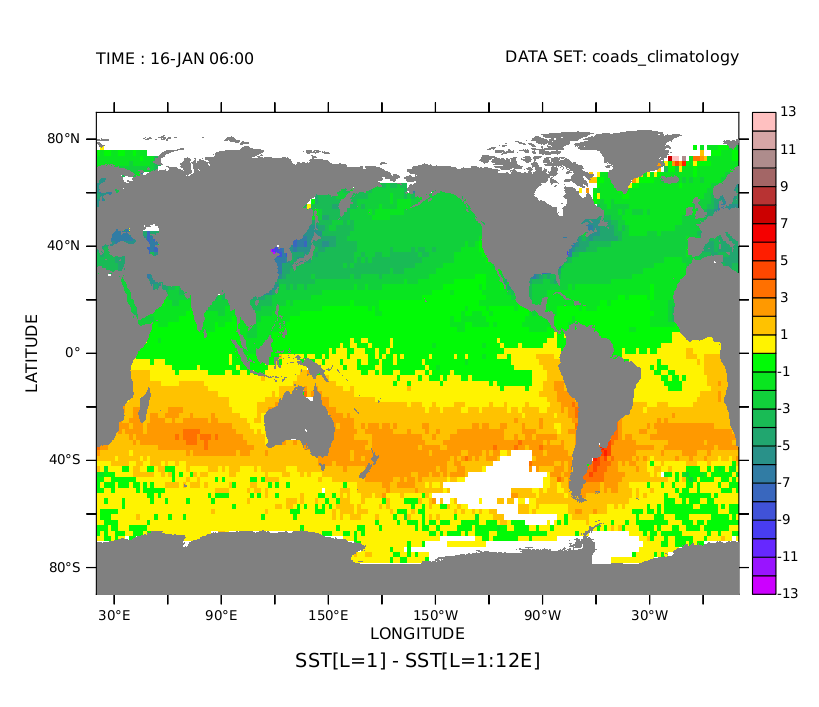 TIME : 16-JAN 06:00
DATA SET: coads_climatology
13
11
9
7
5
3
1
-1
-3
-5
-7
-9
-11
-13
80°N
40°N
0°
40°S
80°S
LATITUDE
30°E 90°E 150°E 150°W 90°W 30°W
LONGITUDE
SST[L=1] - SST[L=1:12E]